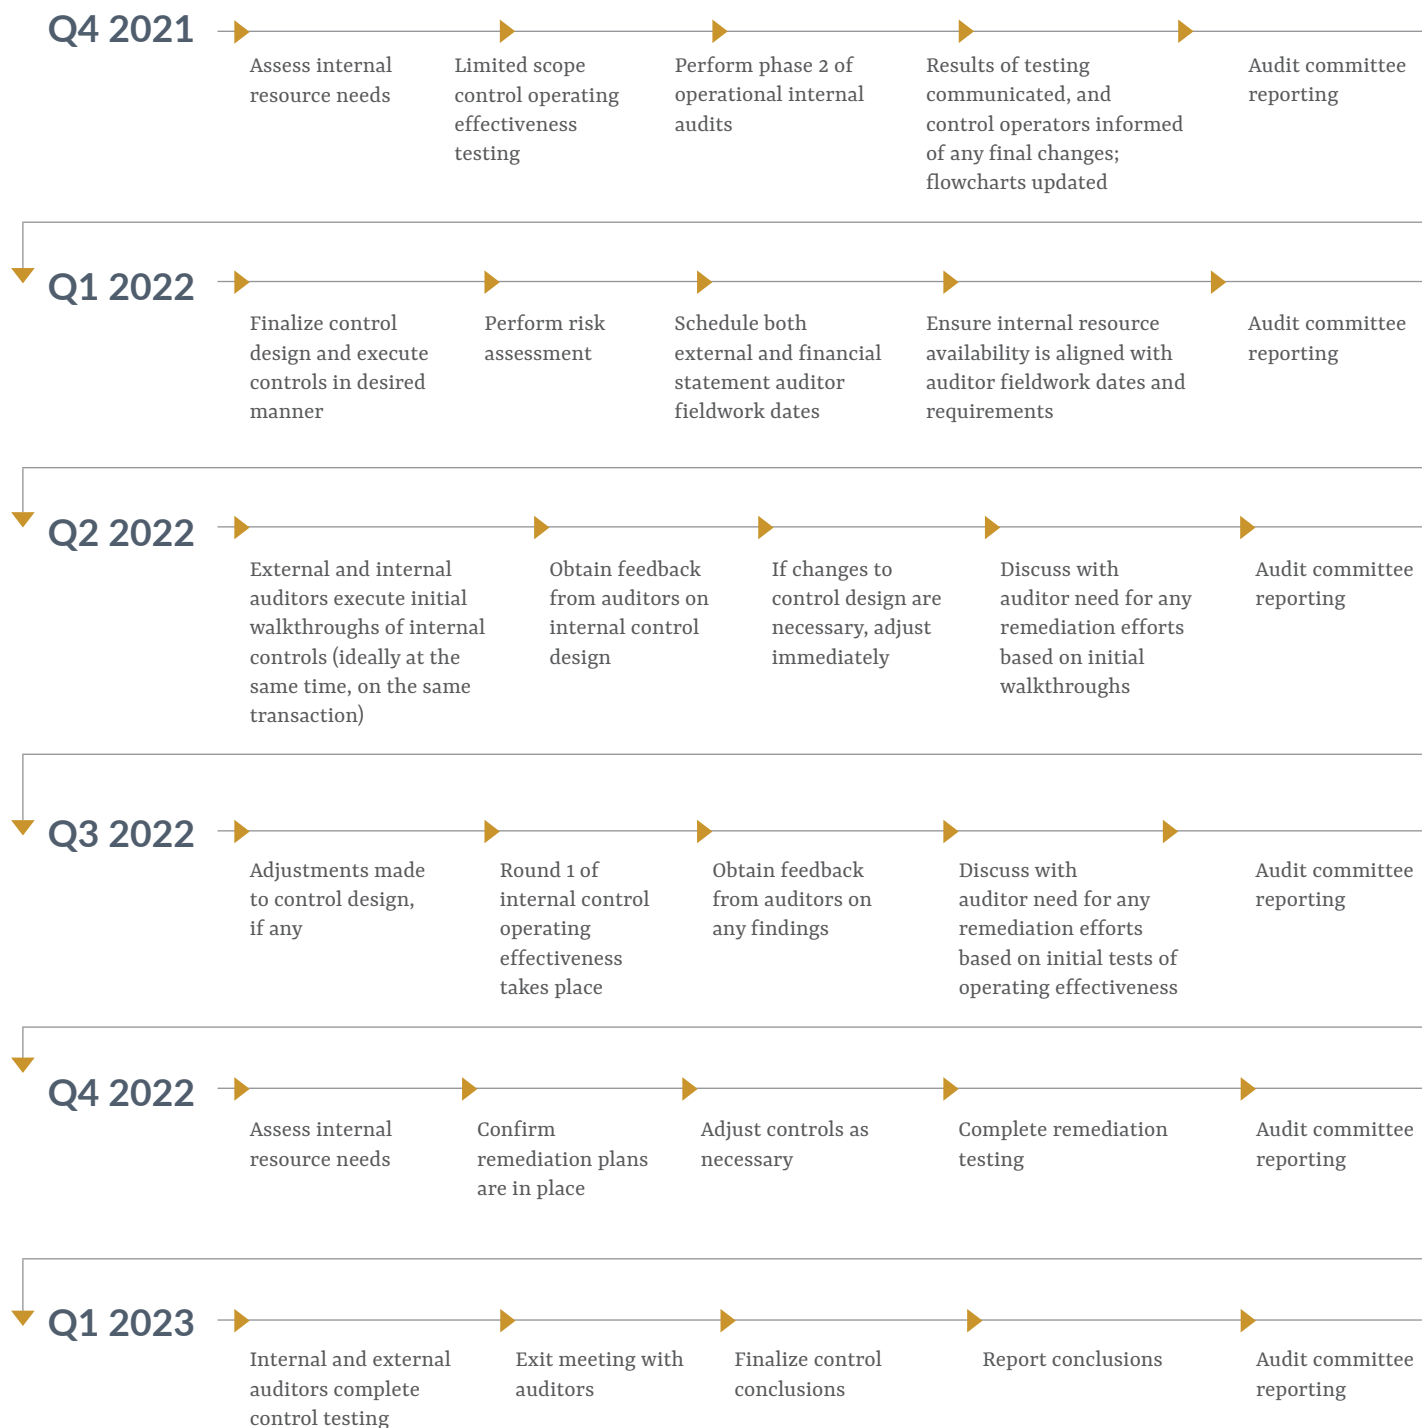 Q4 2021
Assess internal
resource needs
Limited scope
control operating
effectiveness
testing
Perform phase 2 of
operational internal
audits
Results of testing
communicated, and
control operators informed
of any final changes;
flowcharts updated
Audit committee
reporting
Q1 2022
Finalize control
design and execute
controls in desired
manner
Perform risk
assessment
Schedule both
external and financial
statement auditor
fieldwork dates
Ensure internal resource
availability is aligned with
auditor fieldwork dates and
requirements
Audit committee
reporting
Q2 2022
External and internal
auditors execute initial
walkthroughs of internal
controls (ideally at the
same time, on the same
transaction)
Obtain feedback
from auditors on
internal control
design
If changes to
control design are
necessary, adjust
immediately
Discuss with
auditor need for any
remediation efforts
based on initial
walkthroughs
Audit committee
reporting
Q3 2022
Adjustments made
to control design,
if any
Round 1 of
internal control
operating
effectiveness
takes place
Obtain feedback
from auditors on
any findings
Discuss with
auditor need for any
remediation efforts
based on initial tests of
operating effectiveness
Audit committee
reporting
Q4 2022
Assess internal
resource needs
Confirm
remediation plans
are in place
Adjust controls as
necessary
Complete remediation
testing
Audit committee
reporting
Q1 2023
Internal and external
auditors complete
control testing
Exit meeting with
auditors
Finalize control
conclusions
Report conclusions
Audit committee
reporting